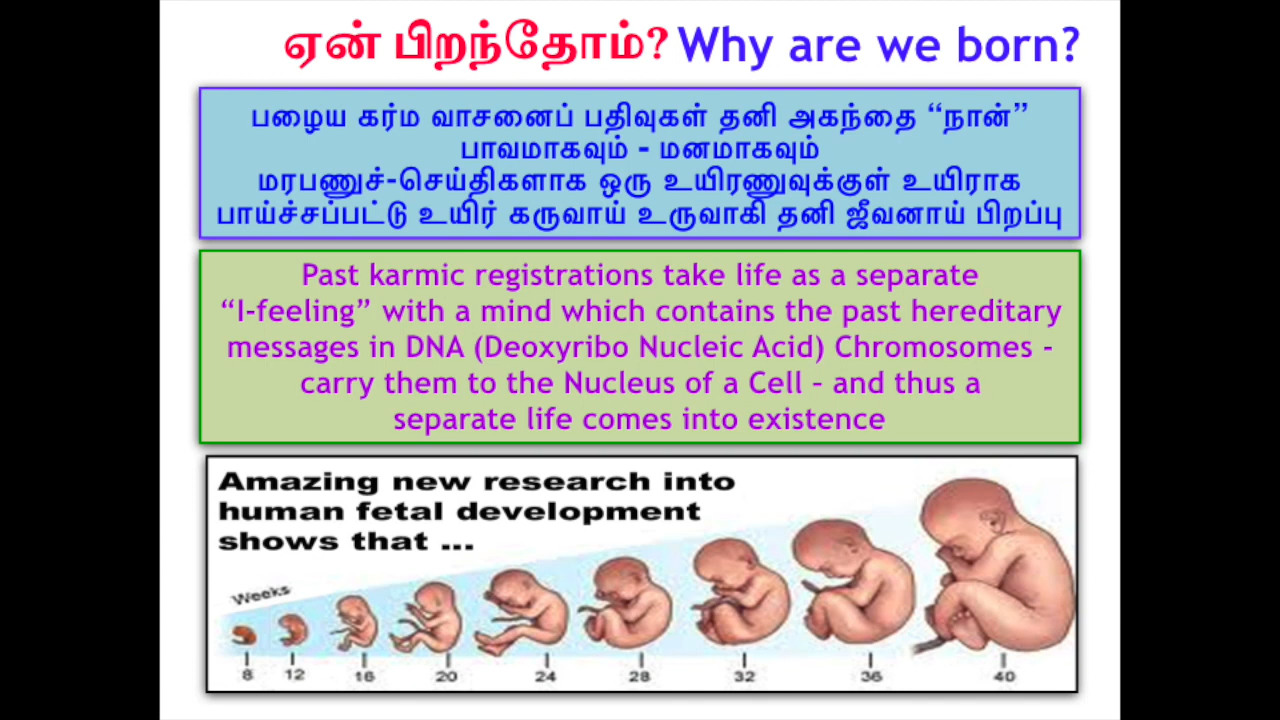 ஏன் பிறந்தோம்? Why are we born?
பழைய கர்ம வாசனைப் பதிவுகள் தனி அகந்தை “நான்”
பாவமாகவும் - மனமாகவும்
மரபணுச்-செய்திகளாக ஒரு உயிரணுவுக்குள் உயிராக
பாய்ச்சப்பட்டு உயிர் கருவாய் உருவாகி தனி ஜீவனாய் பிறப்பு
Past karmic registrations take life as a separate
“I-feeling” with a mind which contains the past hereditary
messages in DNA (Deoxyribo Nucleic Acid) Chromosomes -
carry them to the Nucleus of a Cell – and thus a
separate life comes into existence
Amazing new research into
human fetal development
shows that ...
Weeks
8 12 16 20 24 28 32 36 40